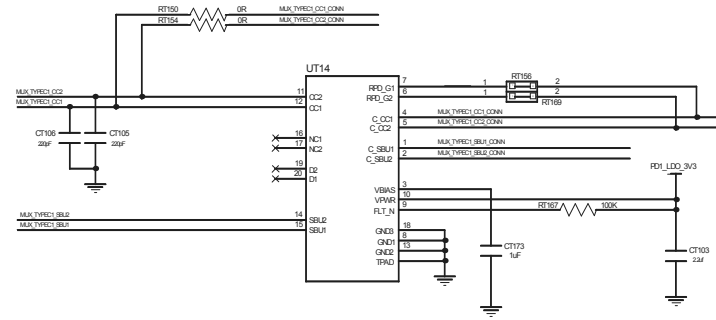 RT150 0R MUX_TYPEC1_CC1_CONN
RT154 0R MUX_TYPEC1_CC2_CONN
UT14
MUX_TYPEC1_CC2 11 CC2
MUX_TYPEC1_CC1 12 CC1
CT106 220pF
CT105 220pF
16 NC1
17 NC2
19 D2
20 D1
MUX_TYPEC1_SBU2 14 SBU2
MUX_TYPEC1_SBU1 15 SBU1
RPD_G1 7 1 RT156 2
RPD_G2 6 1 RT169 2
C_CC1 4 MUX_TYPEC1_CC1_CONN
C_CC2 5 MUX_TYPEC1_CC2_CONN
C_SBU1 1 MUX_TYPEC1_SBU1_CONN
C_SBU2 2 MUX_TYPEC1_SBU2_CONN
PD1_LDO_3V3
VBIAS 3
VPWR 10
FLT_N 9 RT167 100K
GND3 18
GND1 8
GND2 13
TPAD
CT173
1uF
CT103
2.2uf